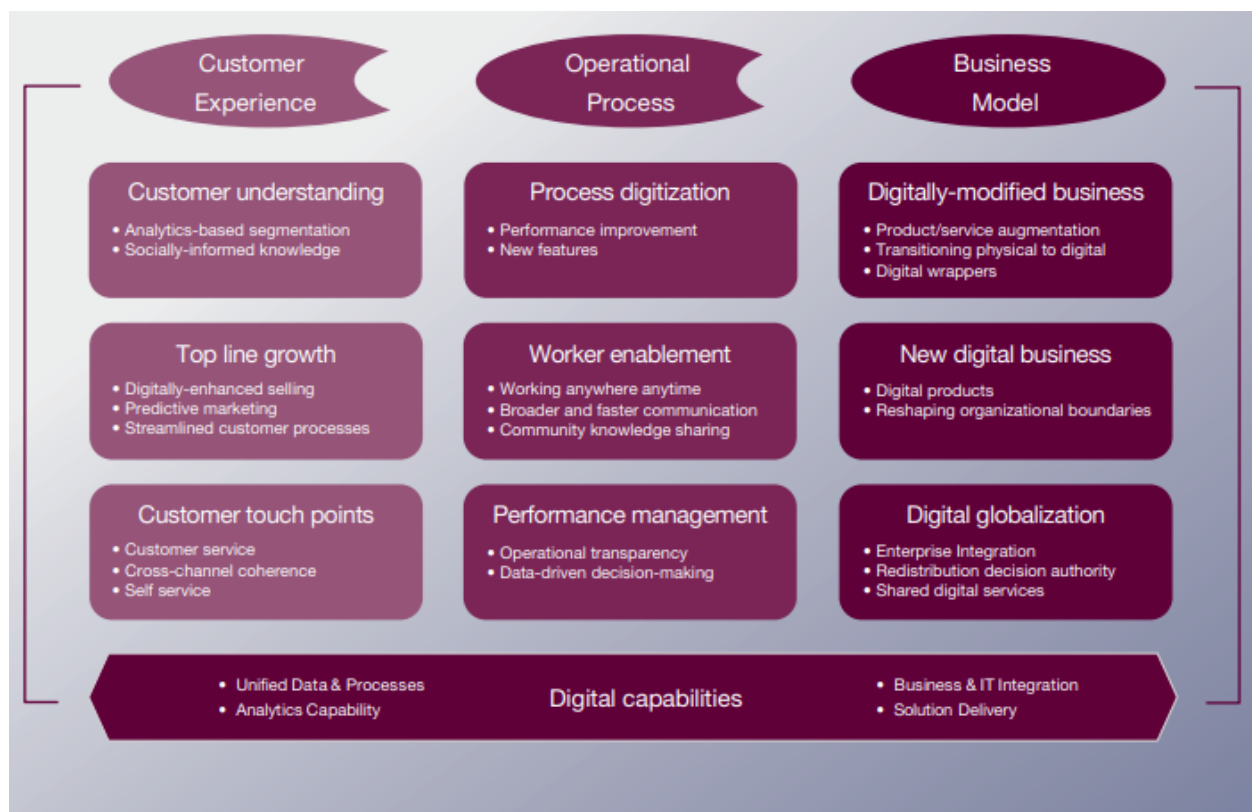 Customer
Experience
Operational
Process
Business
Model
Customer understanding
• Analytics-based segmentation
• Socially-informed knowledge
Process digitization
• Performance improvement
• New features
Digitally-modified business
• Product/service augmentation
• Transitioning physical to digital
• Digital wrappers
Top line growth
• Digitally-enhanced selling
• Predictive marketing
• Streamlined customer processes
Worker enablement
• Working anywhere anytime
• Broader and faster communication
• Community knowledge sharing
New digital business
• Digital products
• Reshaping organizational boundaries
Customer touch points
• Customer service
• Cross-channel coherence
• Self service
Performance management
• Operational transparency
• Data-driven decision-making
Digital globalization
• Enterprise Integration
• Redistribution decision authority
• Shared digital services
• Unified Data & Processes
• Analytics Capability
Digital capabilities
• Business & IT Integration
• Solution Delivery